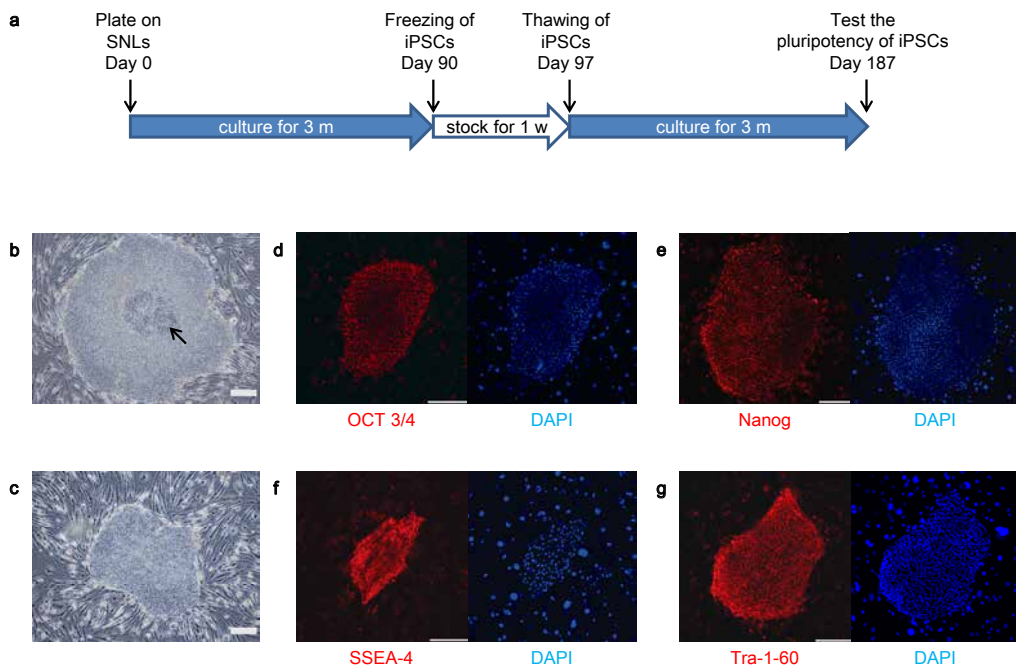 a
Plate on
SNLs
Day 0
Freezing of
iPSCs
Day 90
Thawing of
iPSCs
Day 97
Test the
pluripotency of iPSCs
Day 187
culture for 3 m
stock for 1 w
culture for 3 m
b
d
e
OCT 3/4
DAPI
Nanog
DAPI
c
f
g
SSEA-4
DAPI
Tra-1-60
DAPI